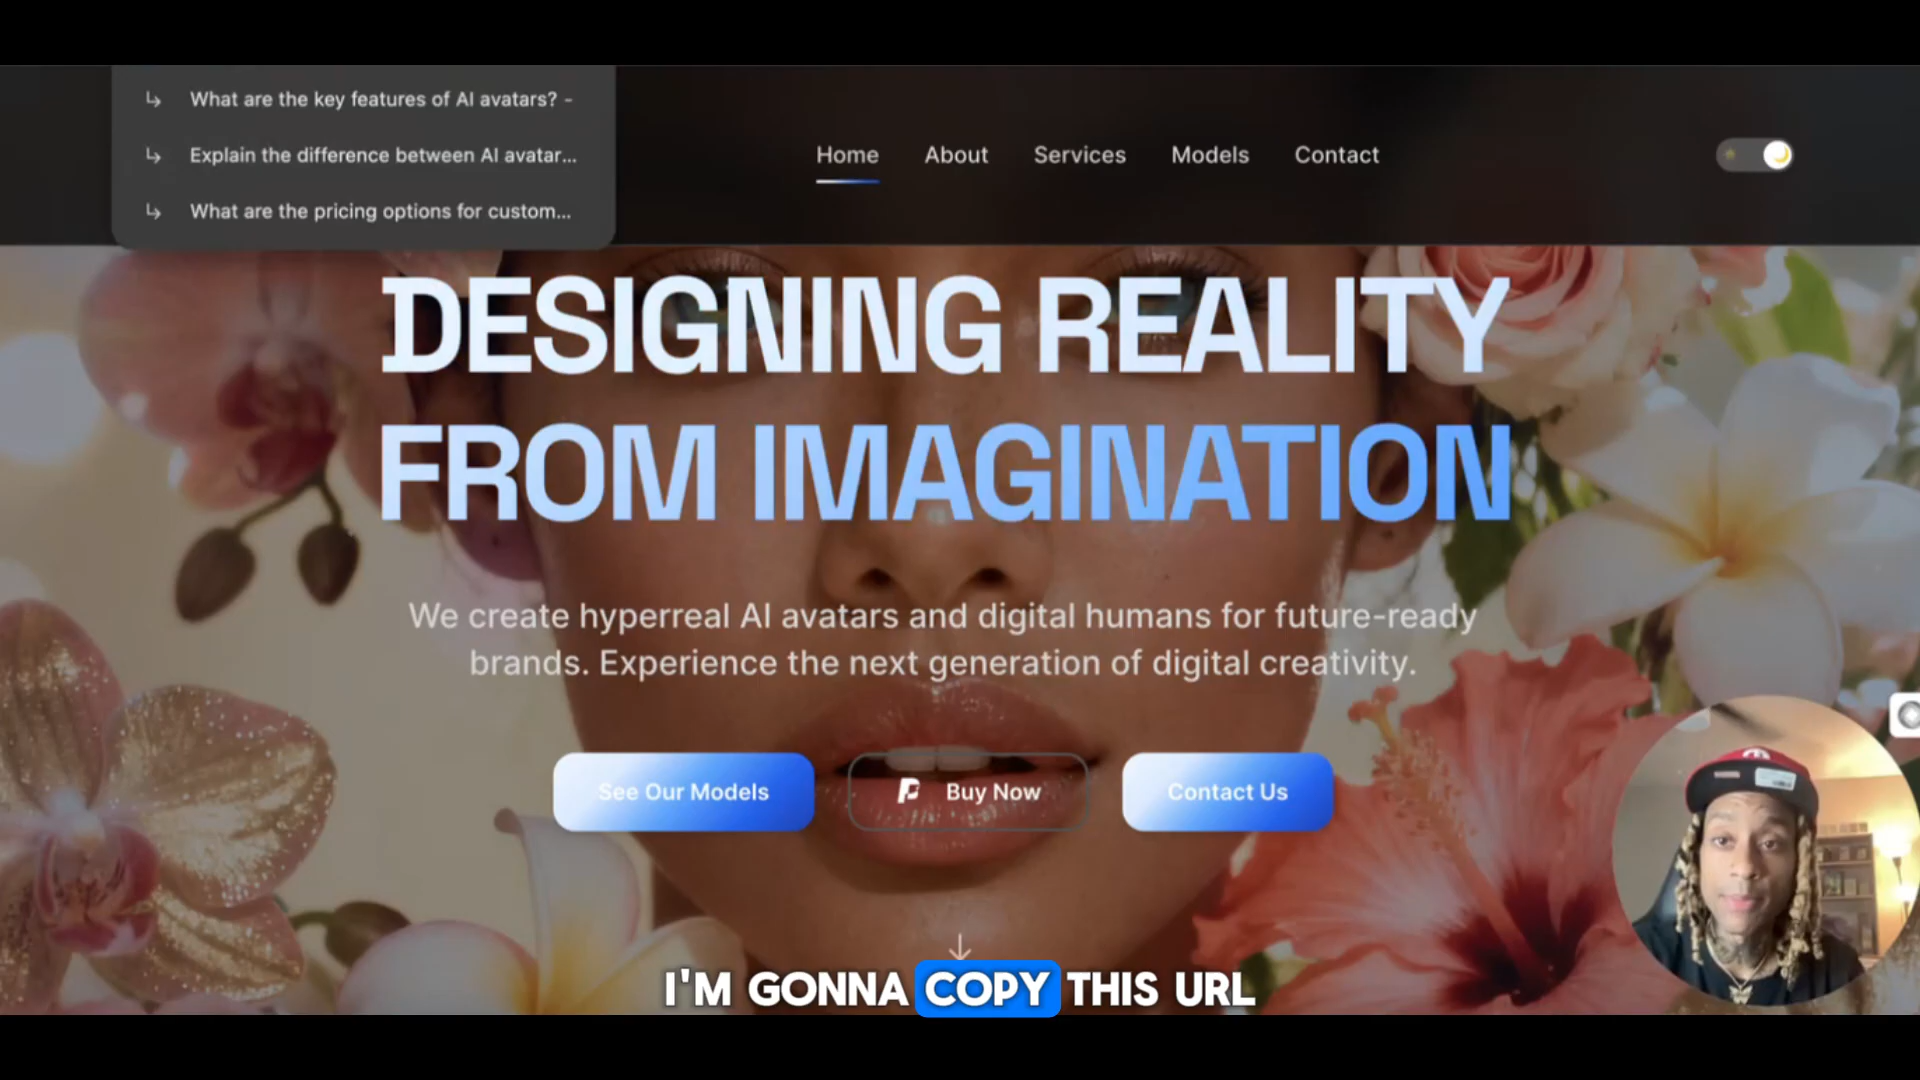 What are the key features of AI avatars? -
Explain the difference between AI avatar...
What are the pricing options for custom...
Home About Services Models Contact
DESIGNING REALITY
FROM IMAGINATION
We create hyperreal AI avatars and digital humans for future-ready
brands. Experience the next generation of digital creativity.
See Our Models
Buy Now
Contact Us
I'M GONNA COPY THIS URL